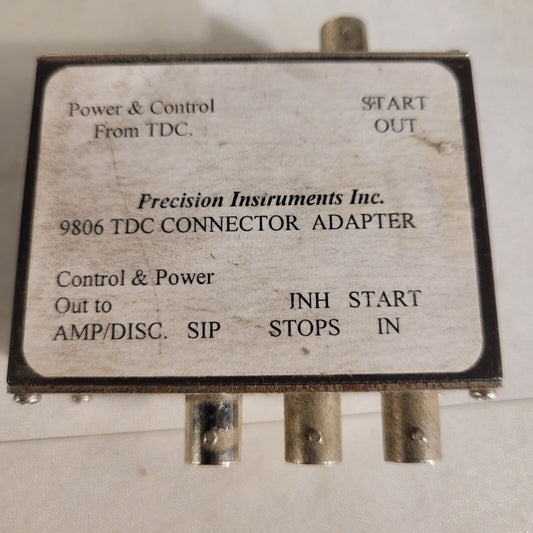 Power & Control START
From TDC. OUT
Precision Instruments Inc.
9806 TDC CONNECTOR ADAPTER
Control & Power
Out to INH START
AMP/DISC. SIP STOPS IN